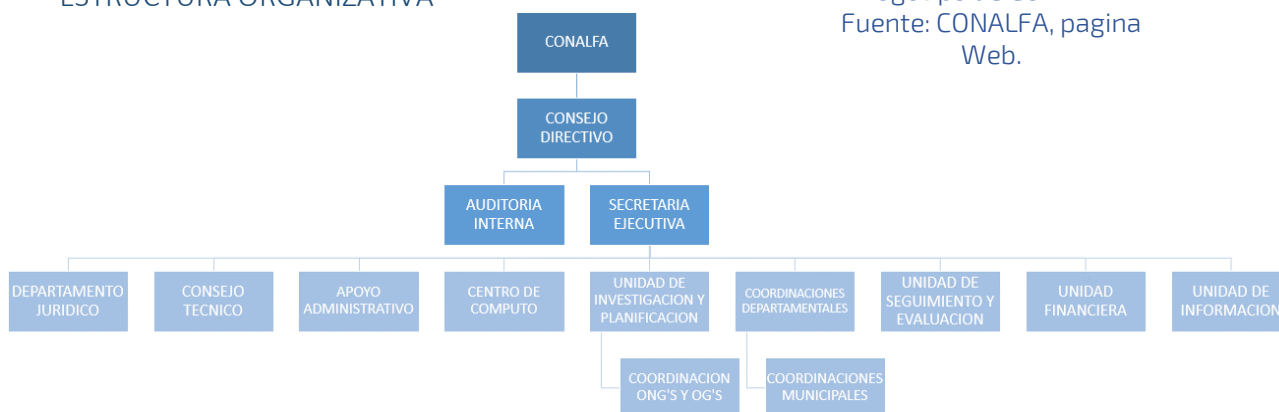 ESTRUCTURA ORGANIZATIVA
Fuente: CONALFA, pagina
Web.
CONALFA
CONSEJO
DIRECTIVO
AUDITORIA
INTERNA
SECRETARIA
EJECUTIVA
DEPARTAMENTO
JURIDICO
CONSEJO
TECNICO
APOYO
ADMINISTRATIVO
CENTRO DE
COMPUTO
UNIDAD DE
INVESTIGACION Y
PLANIFICACION
COORDINACIONES
DEPARTAMENTALES
UNIDAD DE
SEGUIMIENTO Y
EVALUACION
UNIDAD
FINANCIERA
UNIDAD DE
INFORMACION
COORDINACION
ONG'S Y OG'S
COORDINACIONES
MUNICIPALES